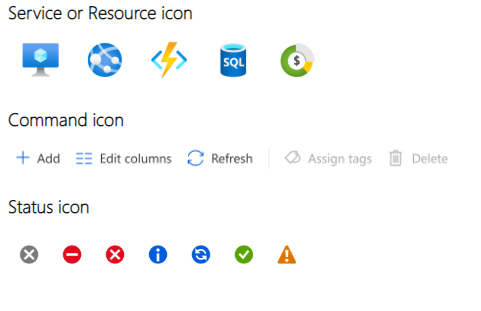 Service or Resource icon
SQL
$
Command icon
Add Edit columns Refresh Assign tags Delete
Status icon